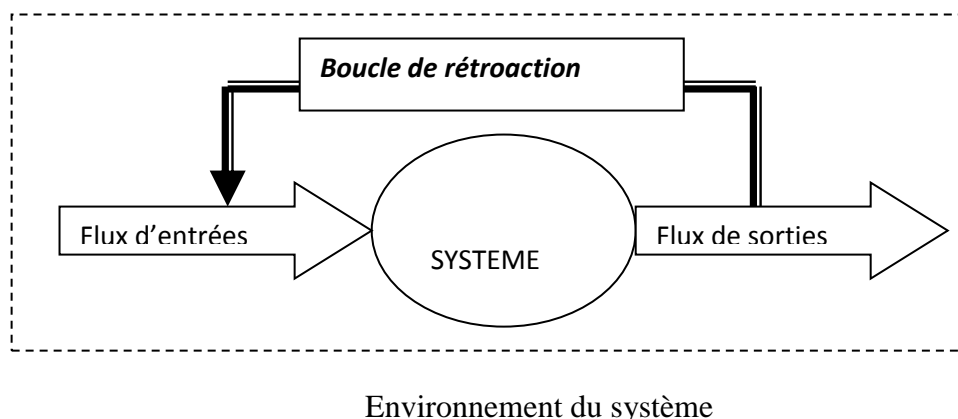 Boucle de rétroaction
Flux d'entrées
SYSTEME
Flux de sorties
Environnement du système